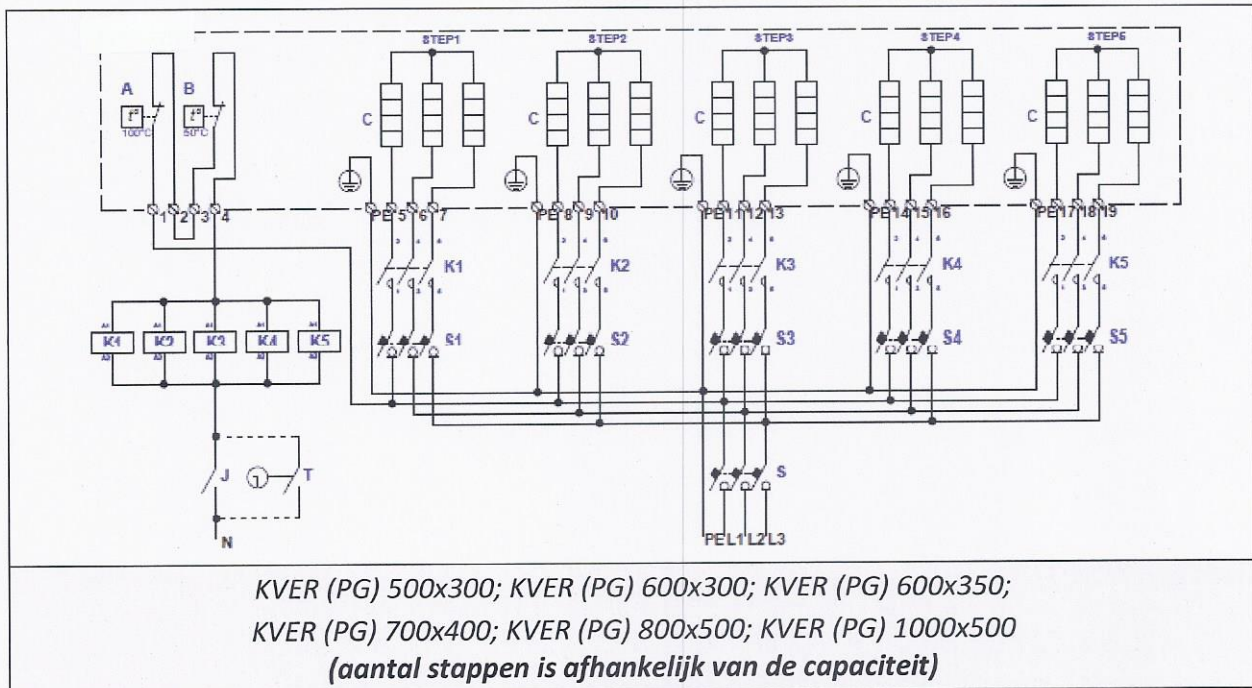 STEP1 STEP2 STEP3 STEP4 STEP5
A B
t° t°
100°C 50°C
C C C C C
1 2 3 4 PE 5 6 7 PE 8 9 10 PE 11 12 13 PE 14 15 16 PE 17 18 19
K1 K2 K3 K4 K5
K1 K2 K3 K4 K5
S1 S2 S3 S4 S5
J T S
N PE L1 L2 L3
KVER (PG) 500x300; KVER (PG) 600x300; KVER (PG) 600x350;
KVER (PG) 700x400; KVER (PG) 800x500; KVER (PG) 1000x500
(aantal stappen is afhankelijk van de capaciteit)